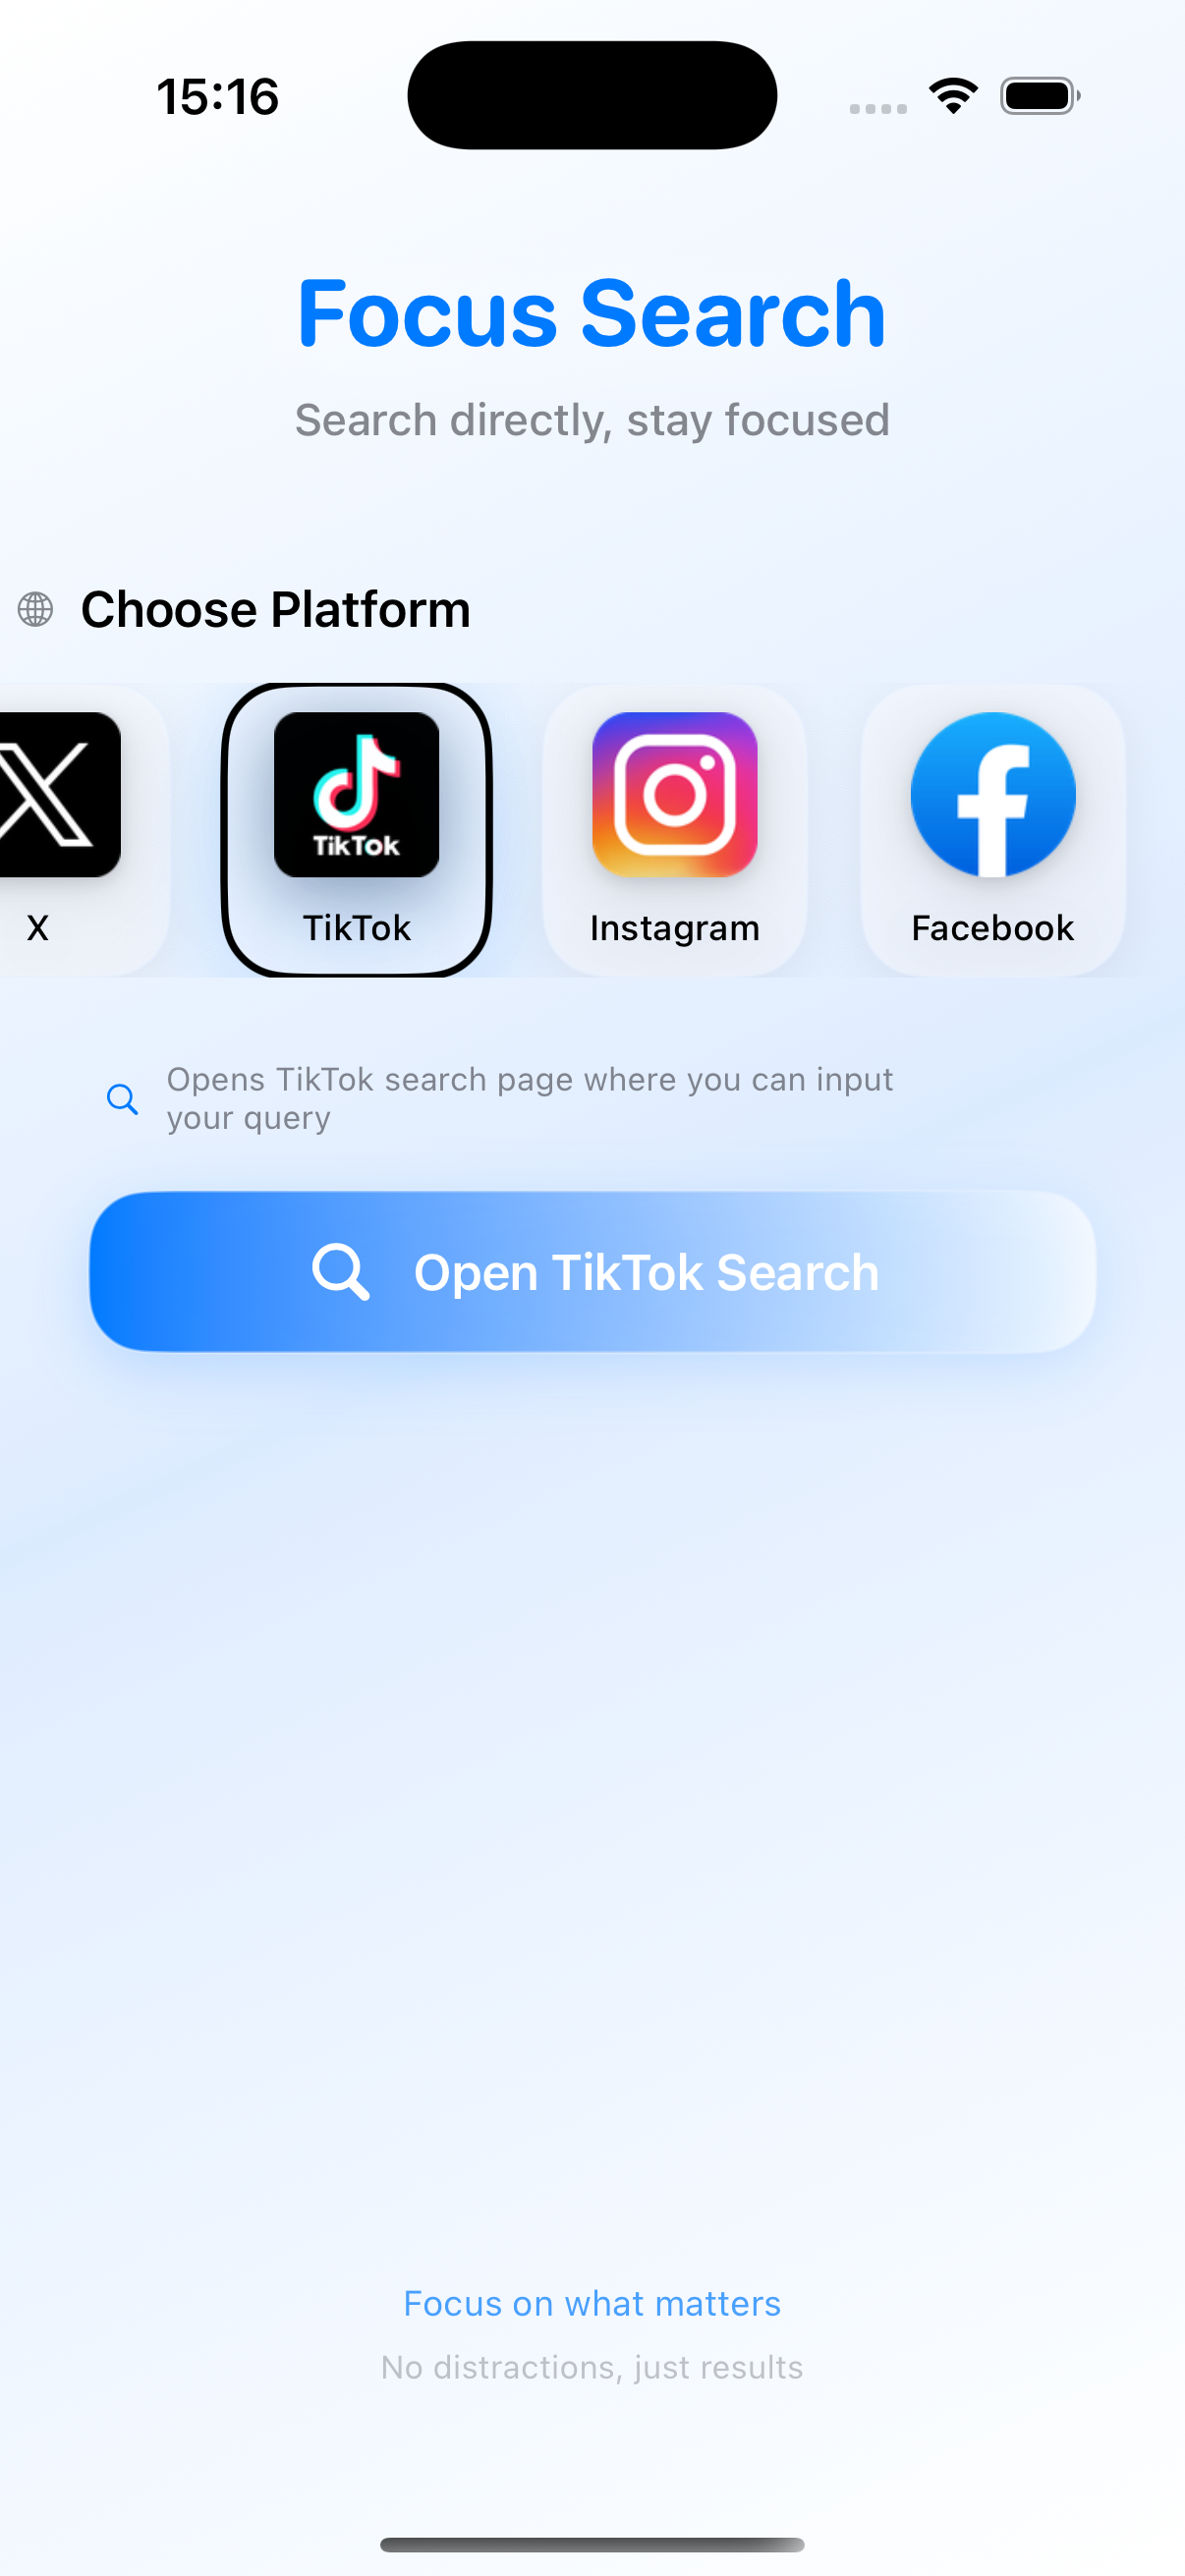 15:16
Focus Search
Search directly, stay focused
Choose Platform
TikTok
X
TikTok
Instagram
Facebook
Opens TikTok search page where you can input
your query
Open TikTok Search
Focus on what matters
No distractions, just results